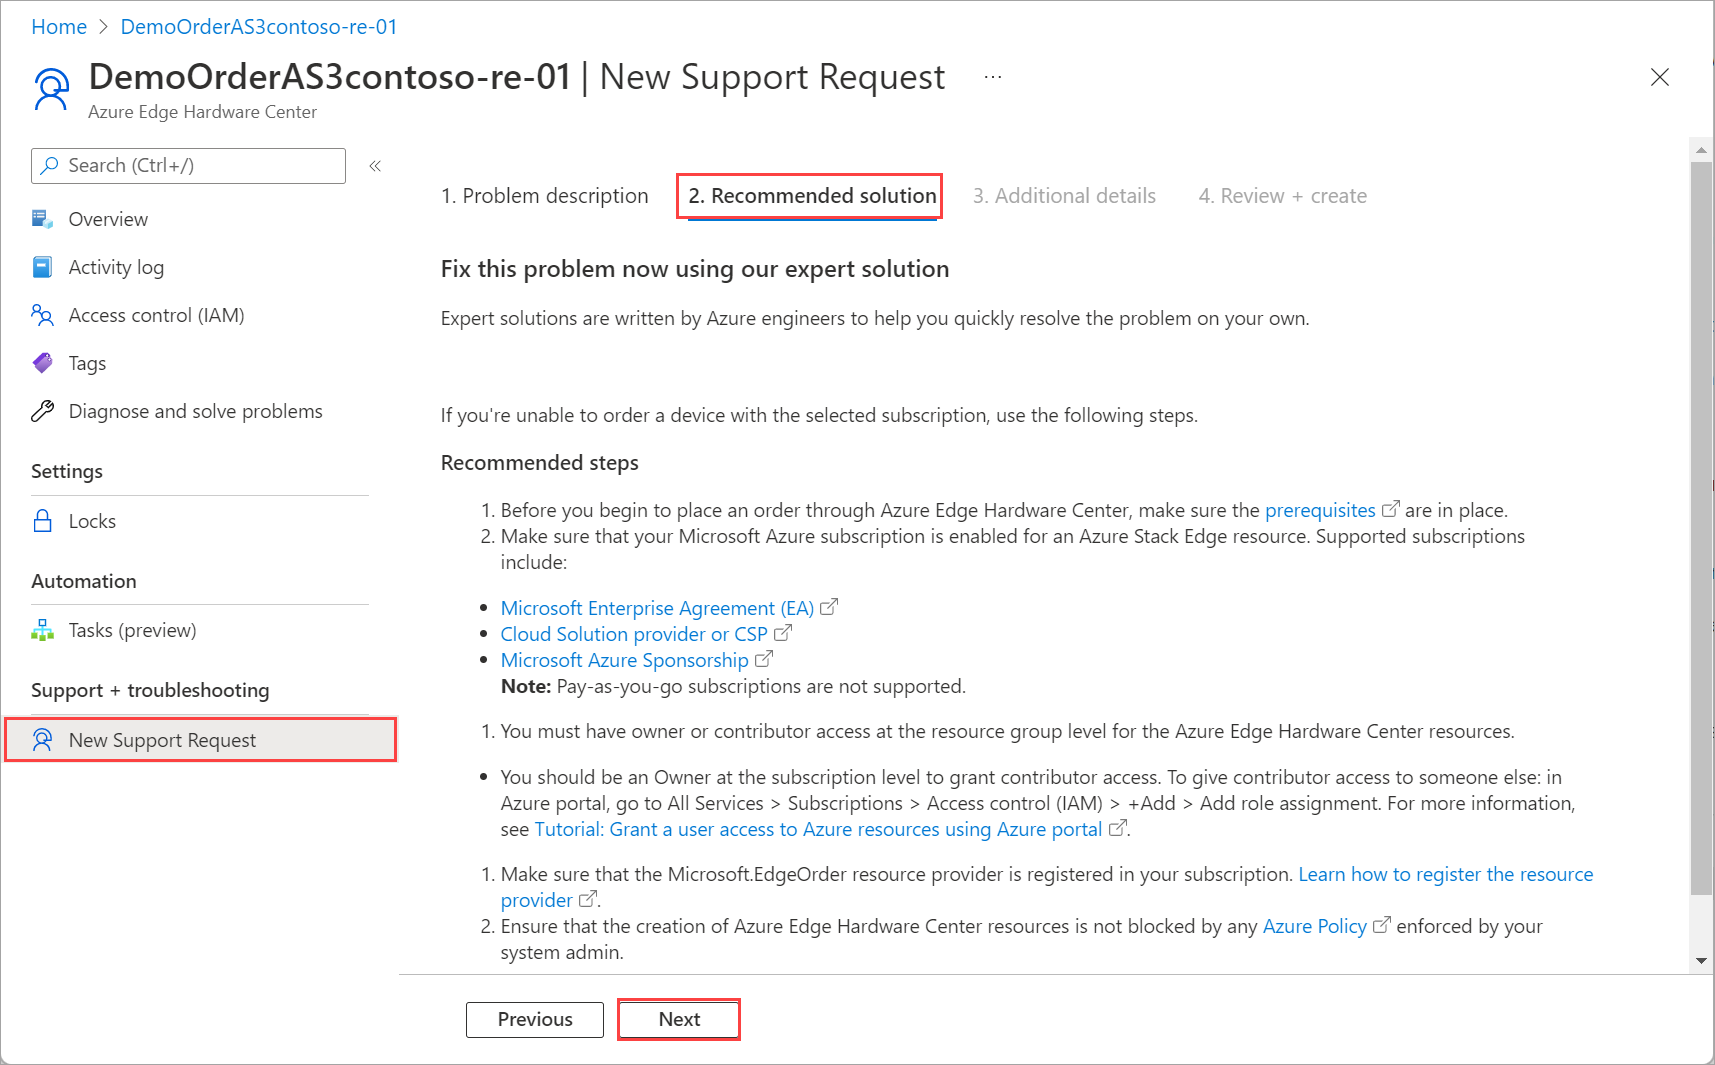 Home > DemoOrderAS3contoso-re-01
DemoOrderAS3contoso-re-01 | New Support Request ...
Azure Edge Hardware Center
Search (Ctrl+/)
«
Overview
Activity log
Access control (IAM)
Tags
Diagnose and solve problems
Settings
Locks
Automation
Tasks (preview)
Support + troubleshooting
New Support Request
1. Problem description 2. Recommended solution 3. Additional details 4. Review + create
Fix this problem now using our expert solution
Expert solutions are written by Azure engineers to help you quickly resolve the problem on your own.
If you're unable to order a device with the selected subscription, use the following steps.
Recommended steps
1. Before you begin to place an order through Azure Edge Hardware Center, make sure the prerequisites are in place.
2. Make sure that your Microsoft Azure subscription is enabled for an Azure Stack Edge resource. Supported subscriptions
include:
• Microsoft Enterprise Agreement (EA)
• Cloud Solution provider or CSP
• Microsoft Azure Sponsorship
Note: Pay-as-you-go subscriptions are not supported.
1. You must have owner or contributor access at the resource group level for the Azure Edge Hardware Center resources.
• You should be an Owner at the subscription level to grant contributor access. To give contributor access to someone else: in
Azure portal, go to All Services > Subscriptions > Access control (IAM) > +Add > Add role assignment. For more information,
see Tutorial: Grant a user access to Azure resources using Azure portal.
1. Make sure that the Microsoft.EdgeOrder resource provider is registered in your subscription. Learn how to register the resource
provider.
2. Ensure that the creation of Azure Edge Hardware Center resources is not blocked by any Azure Policy enforced by your
system admin.
Previous Next